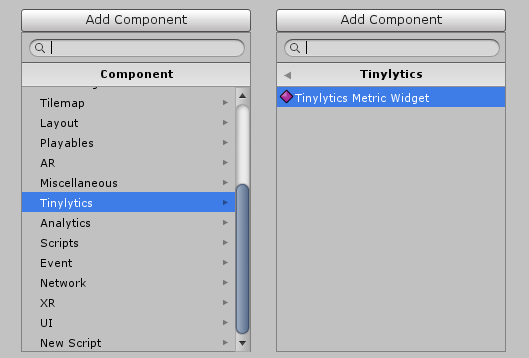 Add Component
Component
Tilemap
Layout
Playables
AR
Miscellaneous
Tinylytics
Analytics
Scripts
Event
Network
XR
UI
New Script
Add Component
Tinylytics
Tinylytics Metric Widget